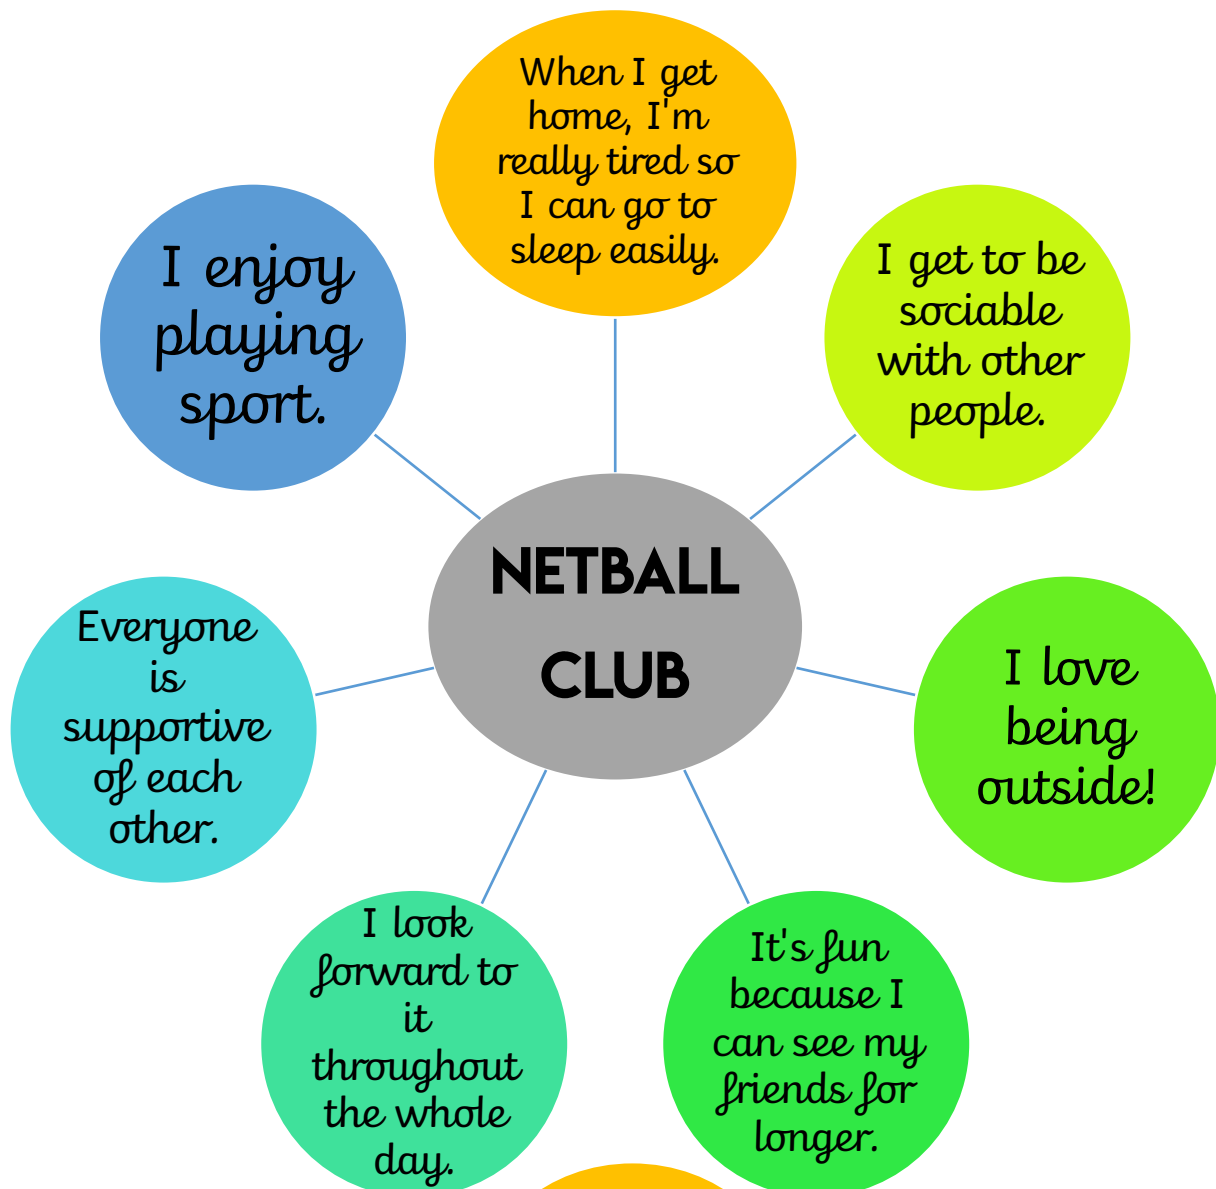 When I get
home, I'm
really tired so
I can go to
sleep easily.
I enjoy
playing
sport.
I get to be
sociable
with other
people.
NETBALL
CLUB
Everyone
is
supportive
of each
other.
I love
being
outside!
I look
forward to
it
throughout
the whole
day.
It's fun
because I
can see my
friends for
longer.